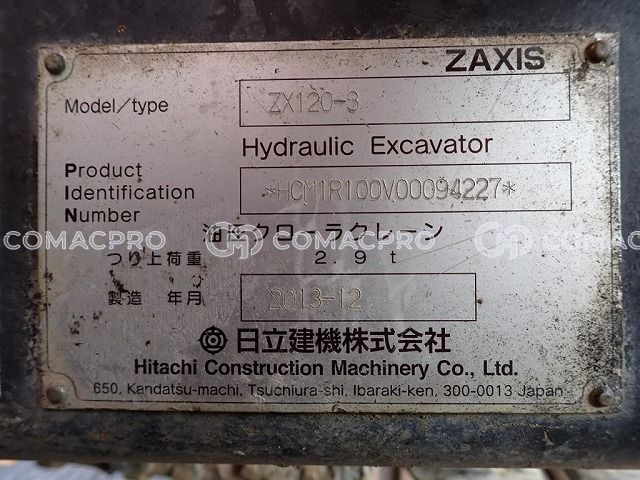 ZAXIS
Model/type ZX120-3
Hydraulic Excavator
Product
Identification *HCM1R100V00094227*
Number
油圧クローラクレーン
COMACPRO COMACPRO COMACPRO
つり上荷重 2.9t
製造 年月 2013-12
日立建機株式会社
Hitachi Construction Machinery Co., Ltd.
650, Kandatsu-machi, Tsuchiura-shi, Ibaraki-ken, 300-0013 Japan